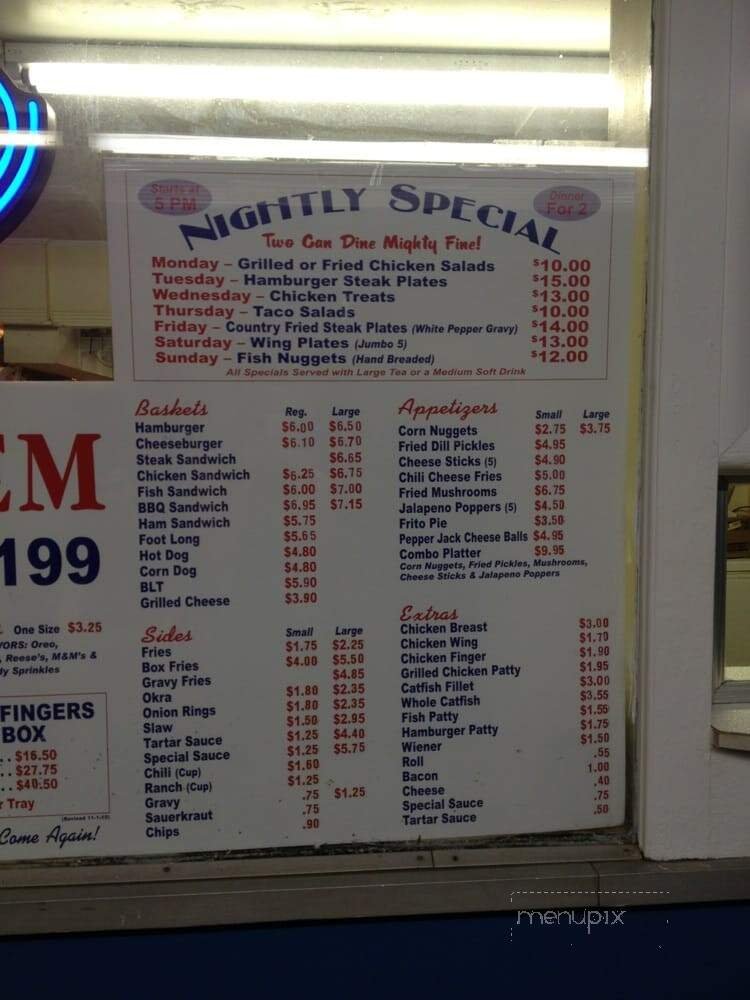 Starts at
5 PM
Dinner
For 2
NIGHTLY SPECIAL
Two Can Dine Mighty Fine!
Monday – Grilled or Fried Chicken Salads $10.00
Tuesday – Hamburger Steak Plates $15.00
Wednesday – Chicken Treats $13.00
Thursday – Taco Salads $10.00
Friday – Country Fried Steak Plates (White Pepper Gravy) $14.00
Saturday – Wing Plates (Jumbo 5) $13.00
Sunday – Fish Nuggets (Hand Breaded) $12.00
All Specials Served with Large Tea or a Medium Soft Drink
Baskets Reg. Large
Hamburger $6.00 $6.50
Cheeseburger $6.10 $6.70
Steak Sandwich $6.65
Chicken Sandwich $6.25 $6.75
Fish Sandwich $6.00 $7.00
BBQ Sandwich $6.95 $7.15
Ham Sandwich $5.75
Foot Long $5.65
Hot Dog $4.80
Corn Dog $4.80
BLT $5.90
Grilled Cheese $3.90
Sides Small Large
Fries $1.75 $2.25
Box Fries $4.00 $5.50
Gravy Fries $4.85
Okra $1.80 $2.35
Onion Rings $1.80 $2.35
Slaw $1.50 $2.95
Tartar Sauce $1.25 $4.40
Special Sauce $1.25 $5.75
Chili (Cup) $1.60
Ranch (Cup) $1.25
Gravy .75 $1.25
Sauerkraut .75
Chips .90
Appetizers Small Large
Corn Nuggets $2.75 $3.75
Fried Dill Pickles $4.95
Cheese Sticks (5) $4.90
Chili Cheese Fries $5.00
Fried Mushrooms $6.75
Jalapeno Poppers (5) $4.50
Frito Pie $3.50
Pepper Jack Cheese Balls $4.95
Combo Platter $9.95
Corn Nuggets, Fried Pickles, Mushrooms,
Cheese Sticks & Jalapeno Poppers
Extras
Chicken Breast $3.00
Chicken Wing $1.70
Chicken Finger $1.90
Grilled Chicken Patty $1.95
Catfish Fillet $3.00
Whole Catfish $3.55
Fish Patty $1.55
Hamburger Patty $1.75
Wiener $1.50
Roll .55
Bacon 1.00
Cheese .40
Special Sauce .75
Tartar Sauce .50
EM
199
One Size $3.25
VORS: Oreo,
, Reese's, M&M's &
dy Sprinkles
FINGERS
BOX
.. $16.50
.. $27.75
.. $40.50
r Tray
Come Again!
menupix